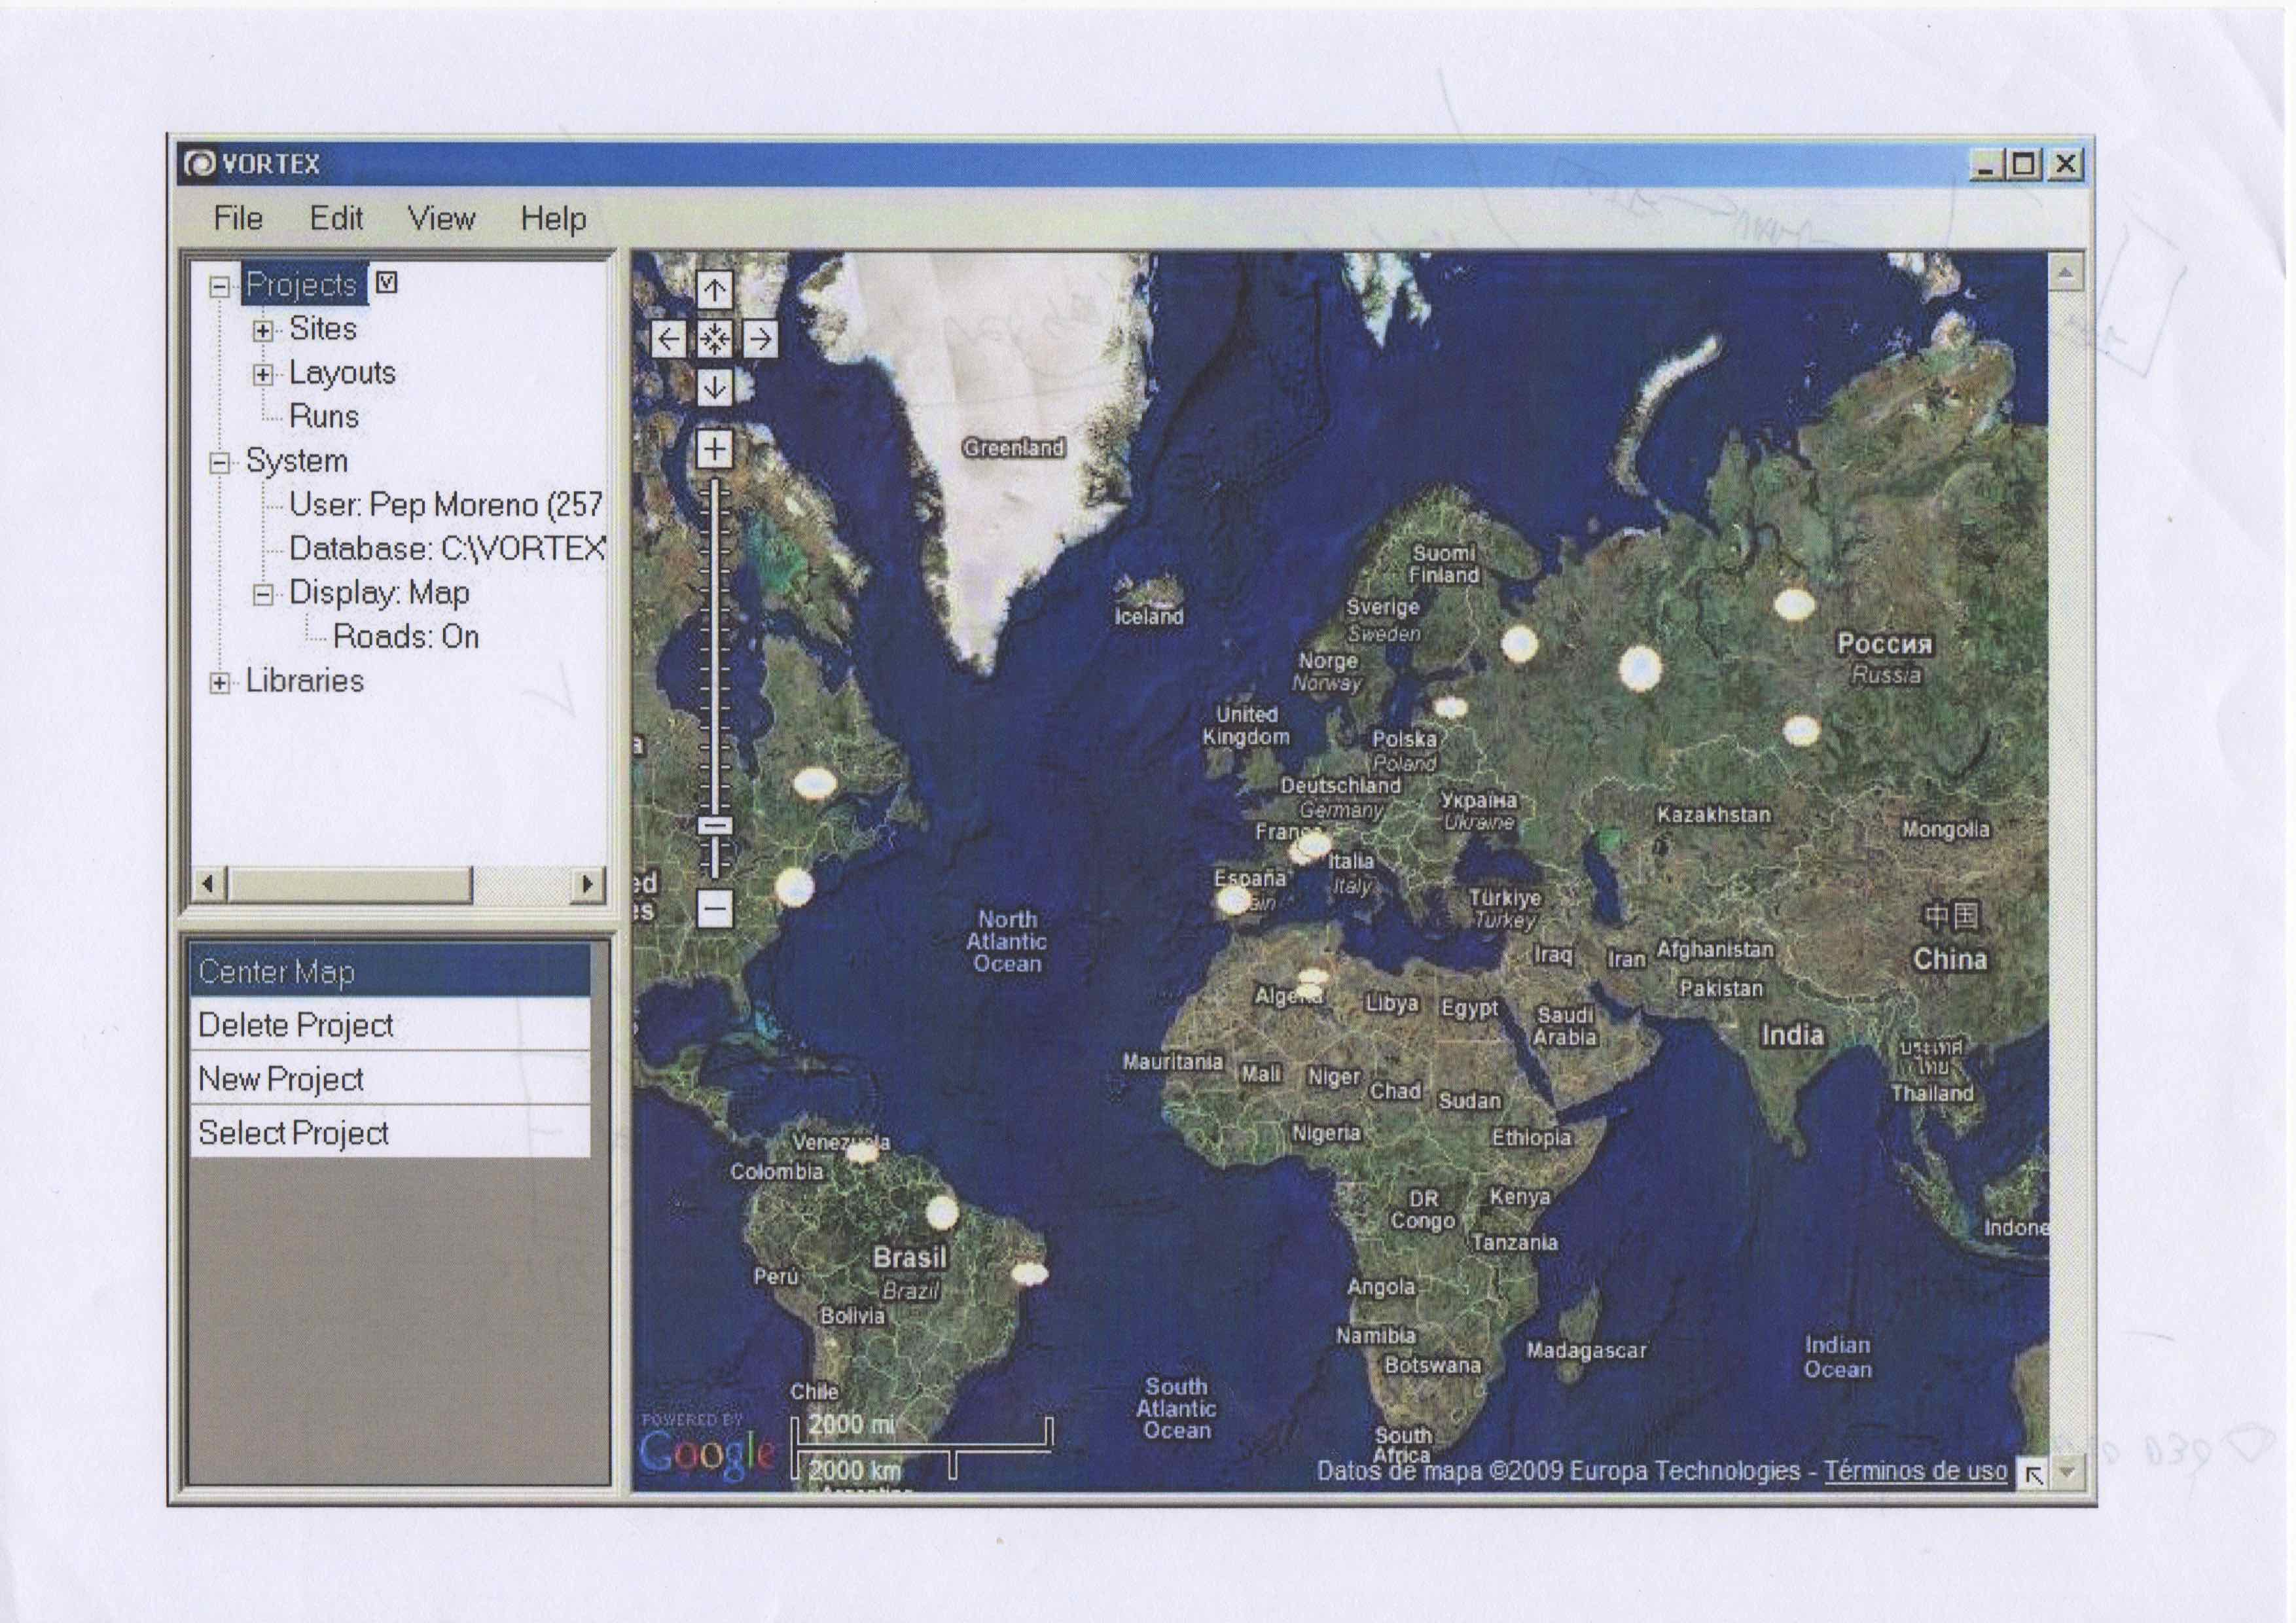 VORTEX
File Edit View Help
Projects
Sites
Layouts
Runs
System
User: Pep Moreno (257
Database: C:\VORTEX
Display: Map
Roads: On
Libraries
Center Map
Delete Project
New Project
Select Project
Greenland
Iceland
Suomi
Finland
Sverige
Sweden
Norge
Norway
Россия
Russia
United
Kingdom
Polska
Poland
Deutschland
Germany
Україна
Ukraine
Kazakhstan
Mongolia
Italia
Italy
España
ed
es
Türkiye
Turkey
中国
China
North
Atlantic
Ocean
Iraq
Iran
Afghanistan
Pakistan
Libya
Egypt
Saudi
Arabia
India
ประเทศ
ไทย
Thailand
Mauritania
Mali
Niger
Chad
Sudan
Nigeria
Ethiopia
Venezuela
Colombia
DR
Congo
Kenya
Tanzania
Indone
Brasil
Brazil
Perú
Bolivia
Angola
Namibia
Botswana
Madagascar
Indian
Ocean
Chile
South
Atlantic
Ocean
South
Africa
POWERED BY
Google
2000 mi
2000 km
Datos de mapa ©2009 Europa Technologies - Términos de uso